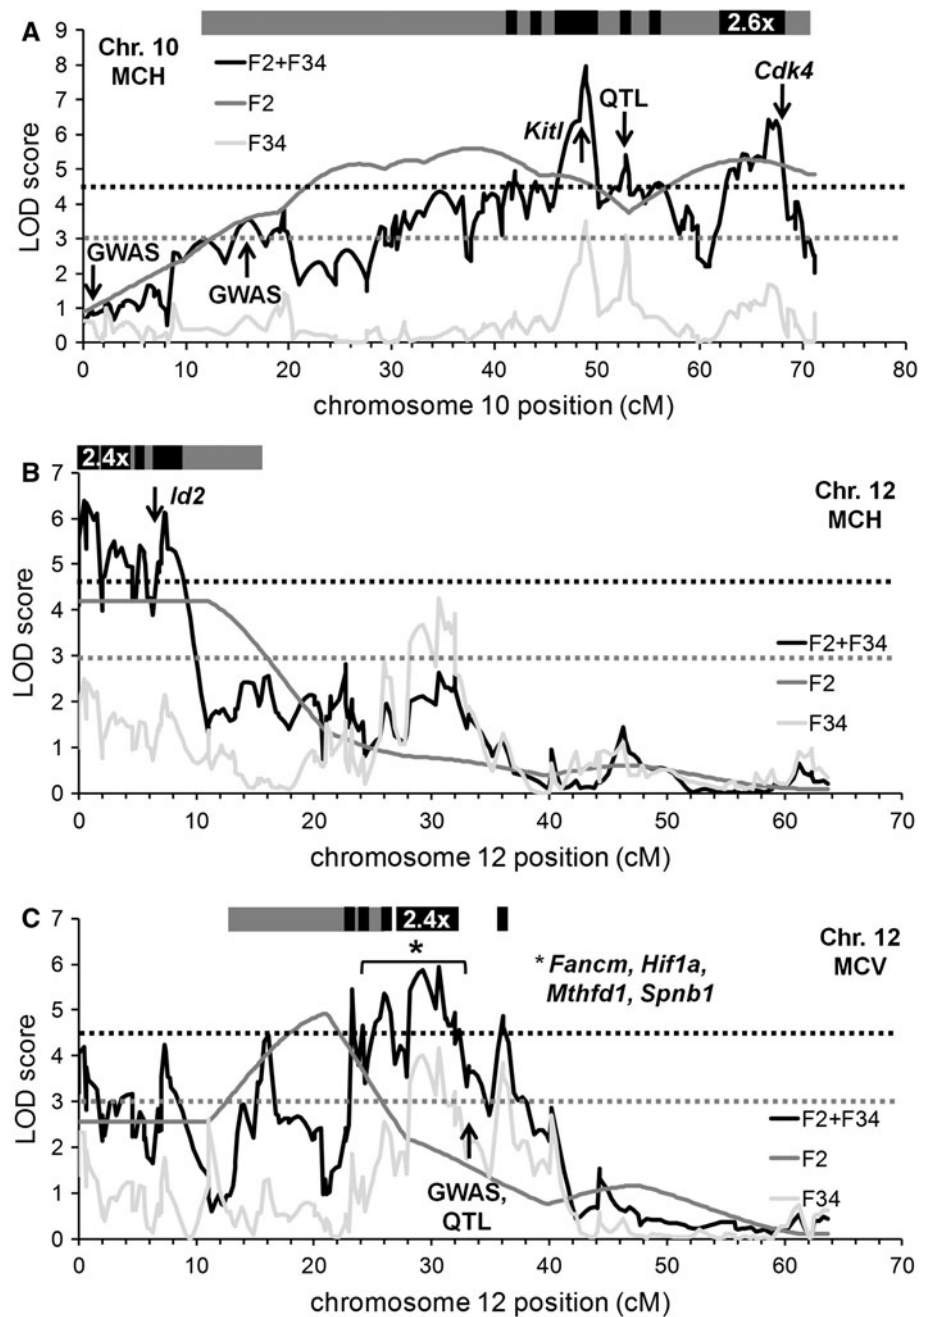 A
2.6x
Chr. 10
MCH
F2+F34
F2
F34
Kitl
QTL
Cdk4
GWAS
GWAS
LOD score
9
8
7
6
5
4
3
2
1
0
0 10 20 30 40 50 60 70 80
chromosome 10 position (cM)
B
2.4x
Id2
Chr. 12
MCH
F2+F34
F2
F34
LOD score
7
6
5
4
3
2
1
0
0 10 20 30 40 50 60 70
chromosome 12 position (cM)
C
2.4x
*
* Fancm, Hif1a,
Mthfd1, Spnb1
Chr. 12
MCV
F2+F34
F2
F34
GWAS,
QTL
LOD score
7
6
5
4
3
2
1
0
0 10 20 30 40 50 60 70
chromosome 12 position (cM)